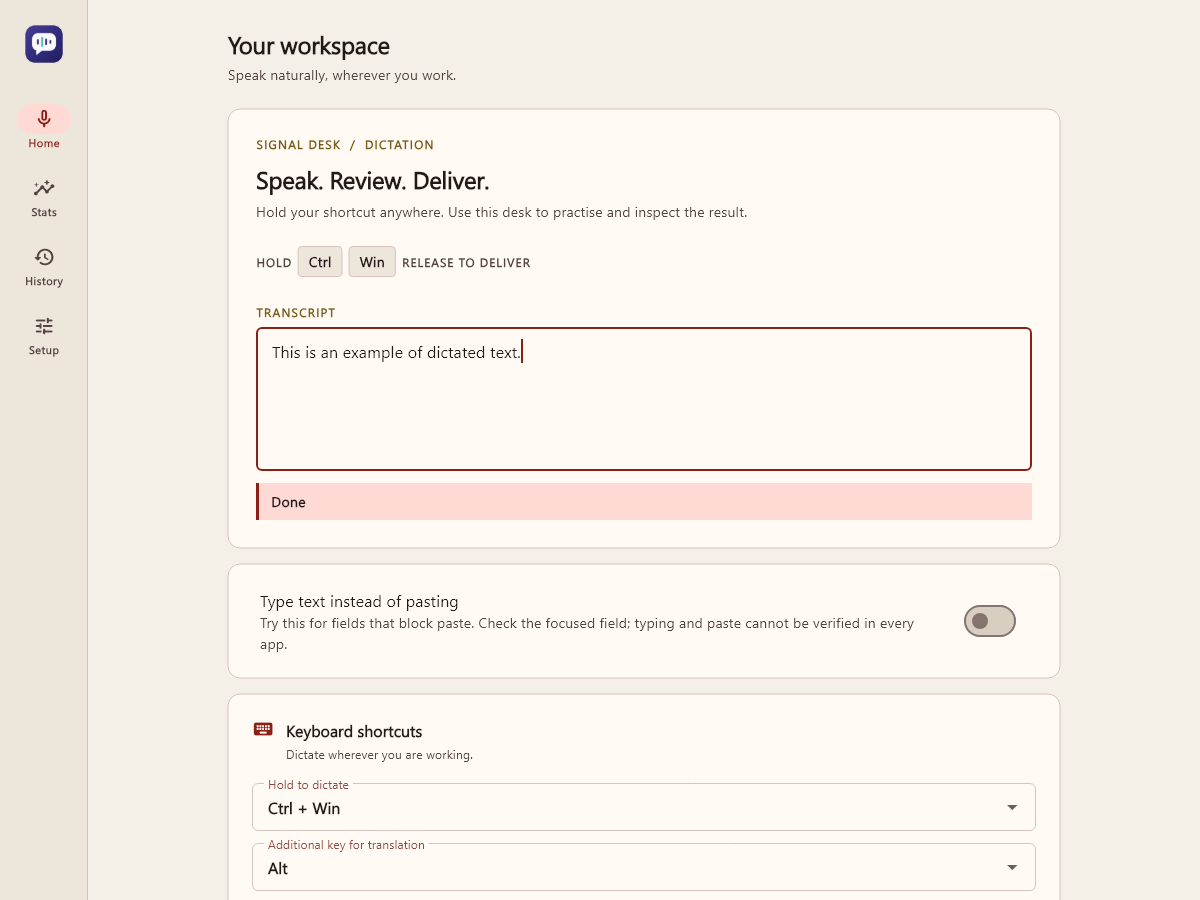 Your workspace
Speak naturally, wherever you work.
Home
Stats
History
Setup
SIGNAL DESK / DICTATION
Speak. Review. Deliver.
Hold your shortcut anywhere. Use this desk to practise and inspect the result.
HOLD Ctrl Win RELEASE TO DELIVER
TRANSCRIPT
This is an example of dictated text.
Done
Type text instead of pasting
Try this for fields that block paste. Check the focused field; typing and paste cannot be verified in every
app.
Keyboard shortcuts
Dictate wherever you are working.
Hold to dictate
Ctrl + Win
Additional key for translation
Alt